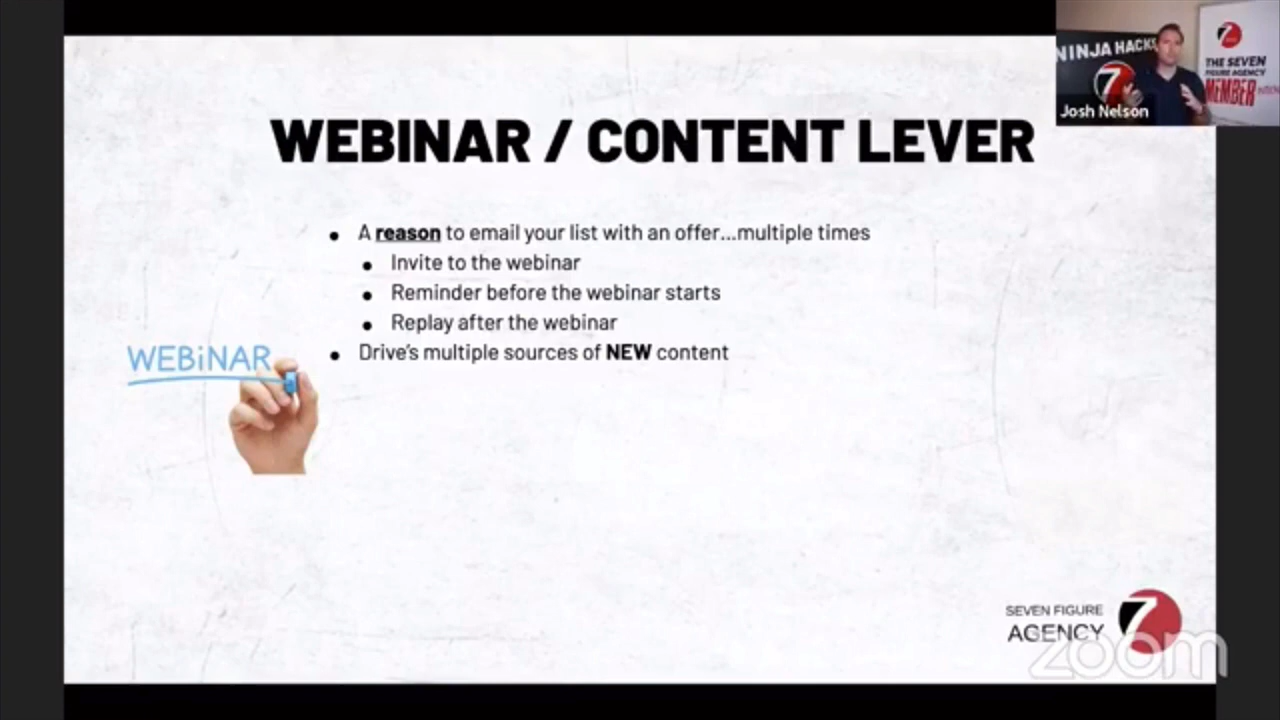 NINJA HACKS
7
THE SEVEN
FIGURE AGENCY
MEMBER
Josh Nelson
WEBINAR / CONTENT LEVER
A reason to email your list with an offer...multiple times
Invite to the webinar
Reminder before the webinar starts
Replay after the webinar
Drive's multiple sources of NEW content
WEBiNAR
SEVEN FIGURE
AGENCY
7
zoom